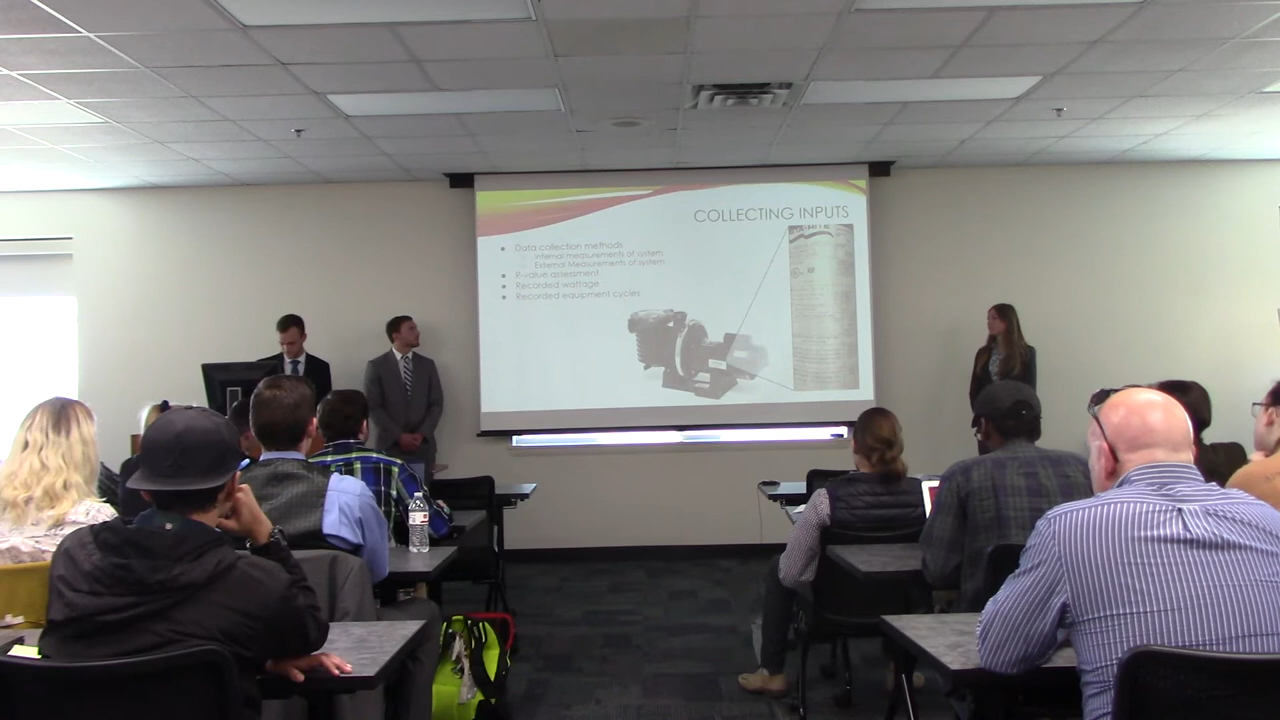 COLLECTING INPUTS
Data collection methods
Internal measurements of system
External Measurements of system
R-value assessment
Recorded wattage
Recorded equipment cycles